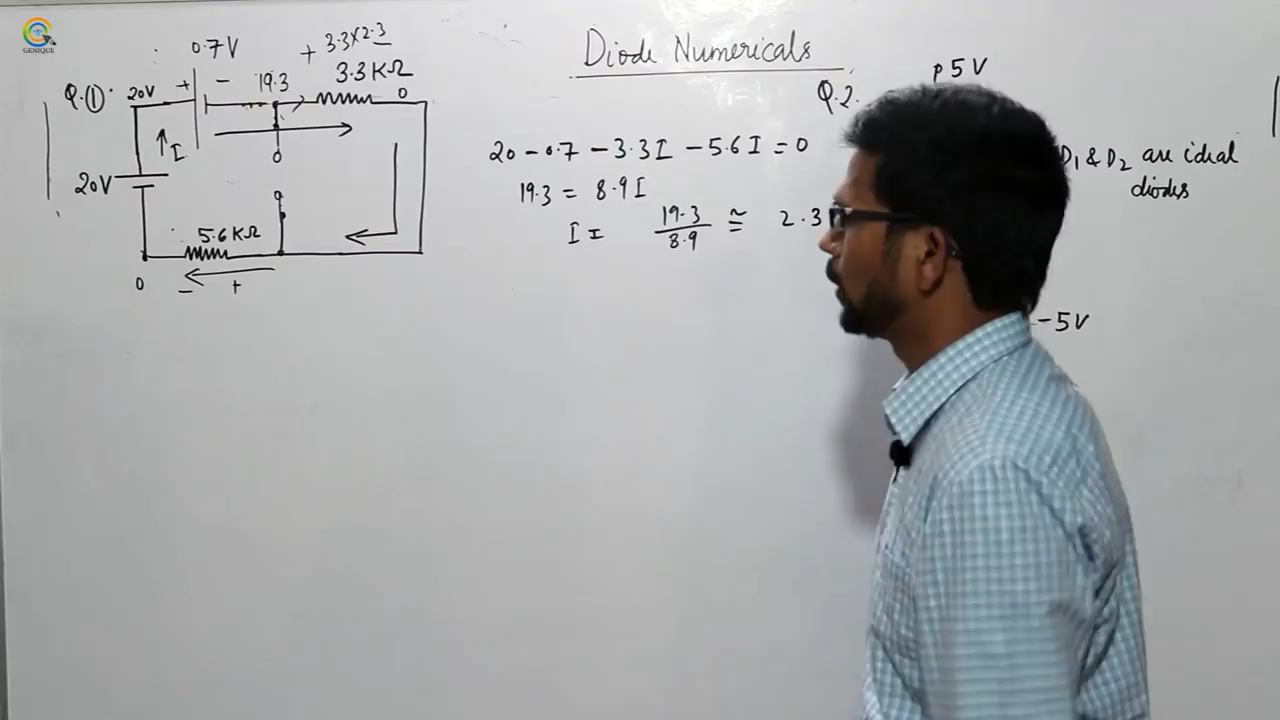 GENIQUE
Diode Numericals
Q.①
20V
0.7V
+
-
19.3
+ 3.3x2.3
3.3KΩ
0
↑I
20V
0
5.6KΩ
0
- +
20 - 0.7 - 3.3I - 5.6I = 0
19.3 = 8.9I
I = 19.3/8.9 ≅ 2.3
Q.2.
5V
D₁ & D₂ are ideal
diodes
-5V